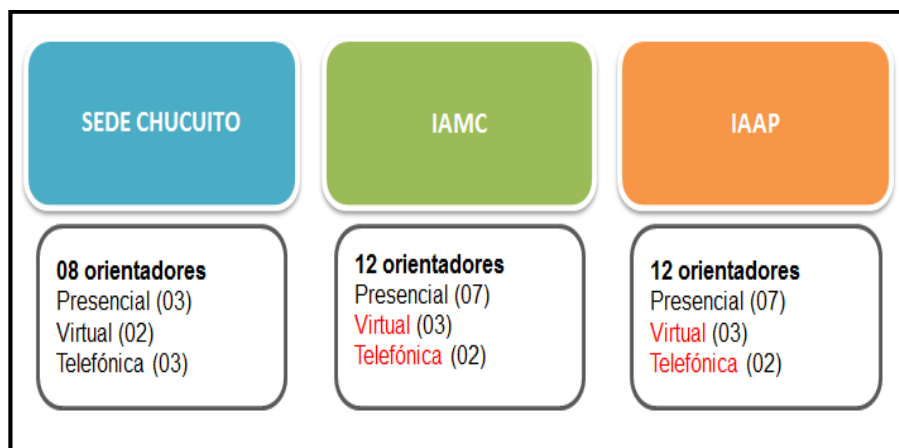 SEDE CHUCUITO
08 orientadores
Presencial (03)
Virtual (02)
Telefónica (03)
IAMC
12 orientadores
Presencial (07)
Virtual (03)
Telefónica (02)
IAAP
12 orientadores
Presencial (07)
Virtual (03)
Telefónica (02)